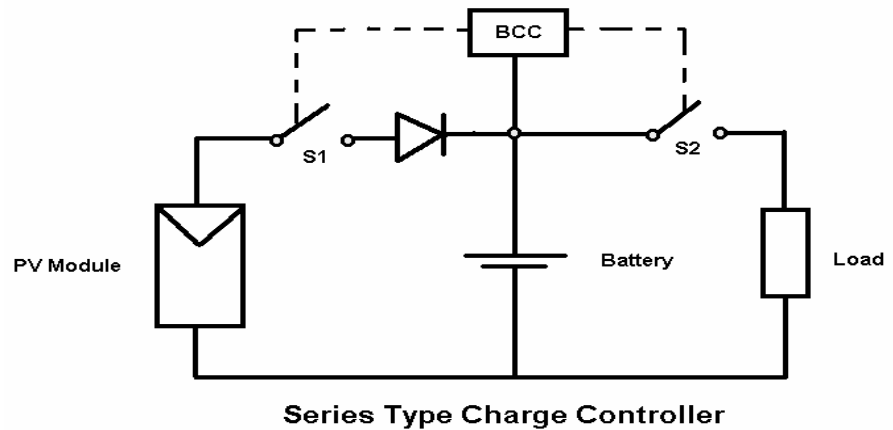 BCC
S1
S2
PV Module
Battery
Load
Series Type Charge Controller